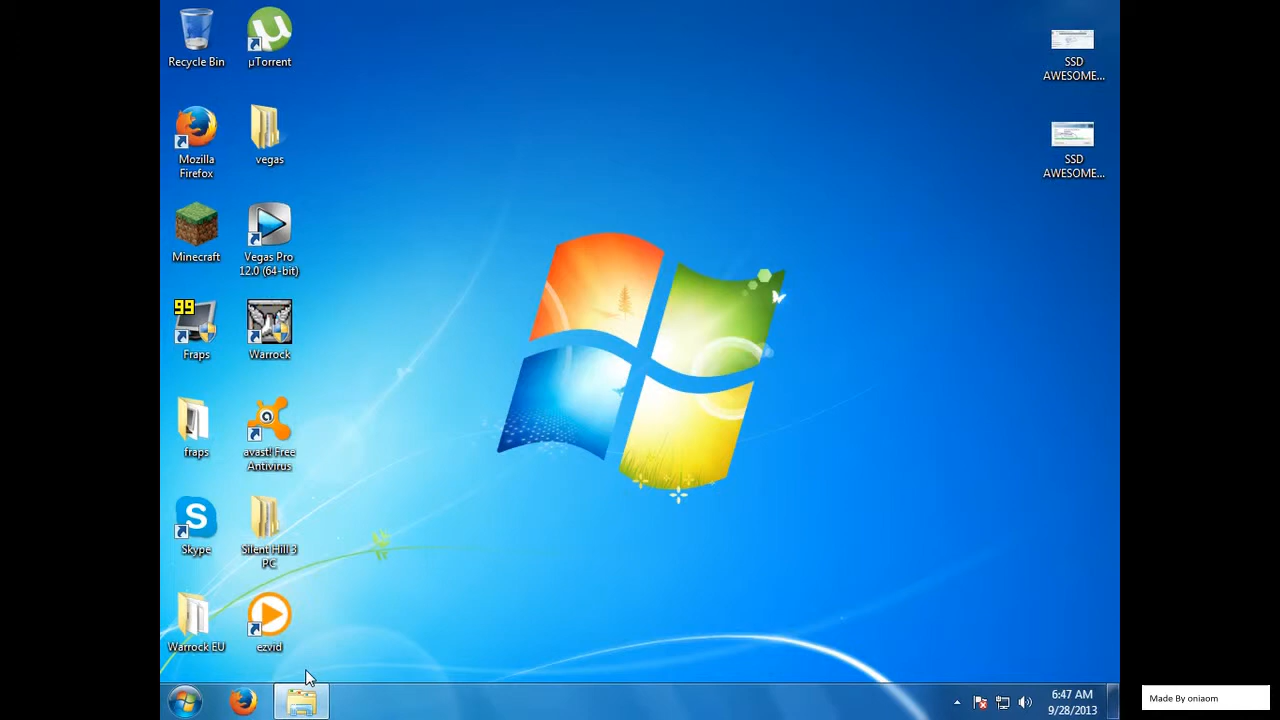 Recycle Bin
µTorrent
SSD
AWESOME...
Mozilla
Firefox
vegas
SSD
AWESOME...
Minecraft
Vegas Pro
12.0 (64-bit)
99
Fraps
Warrock
fraps
avast! Free
Antivirus
Skype
Silent Hill 3
PC
Warrock EU
ezvid
6:47 AM
9/28/2013
Made By oniaom